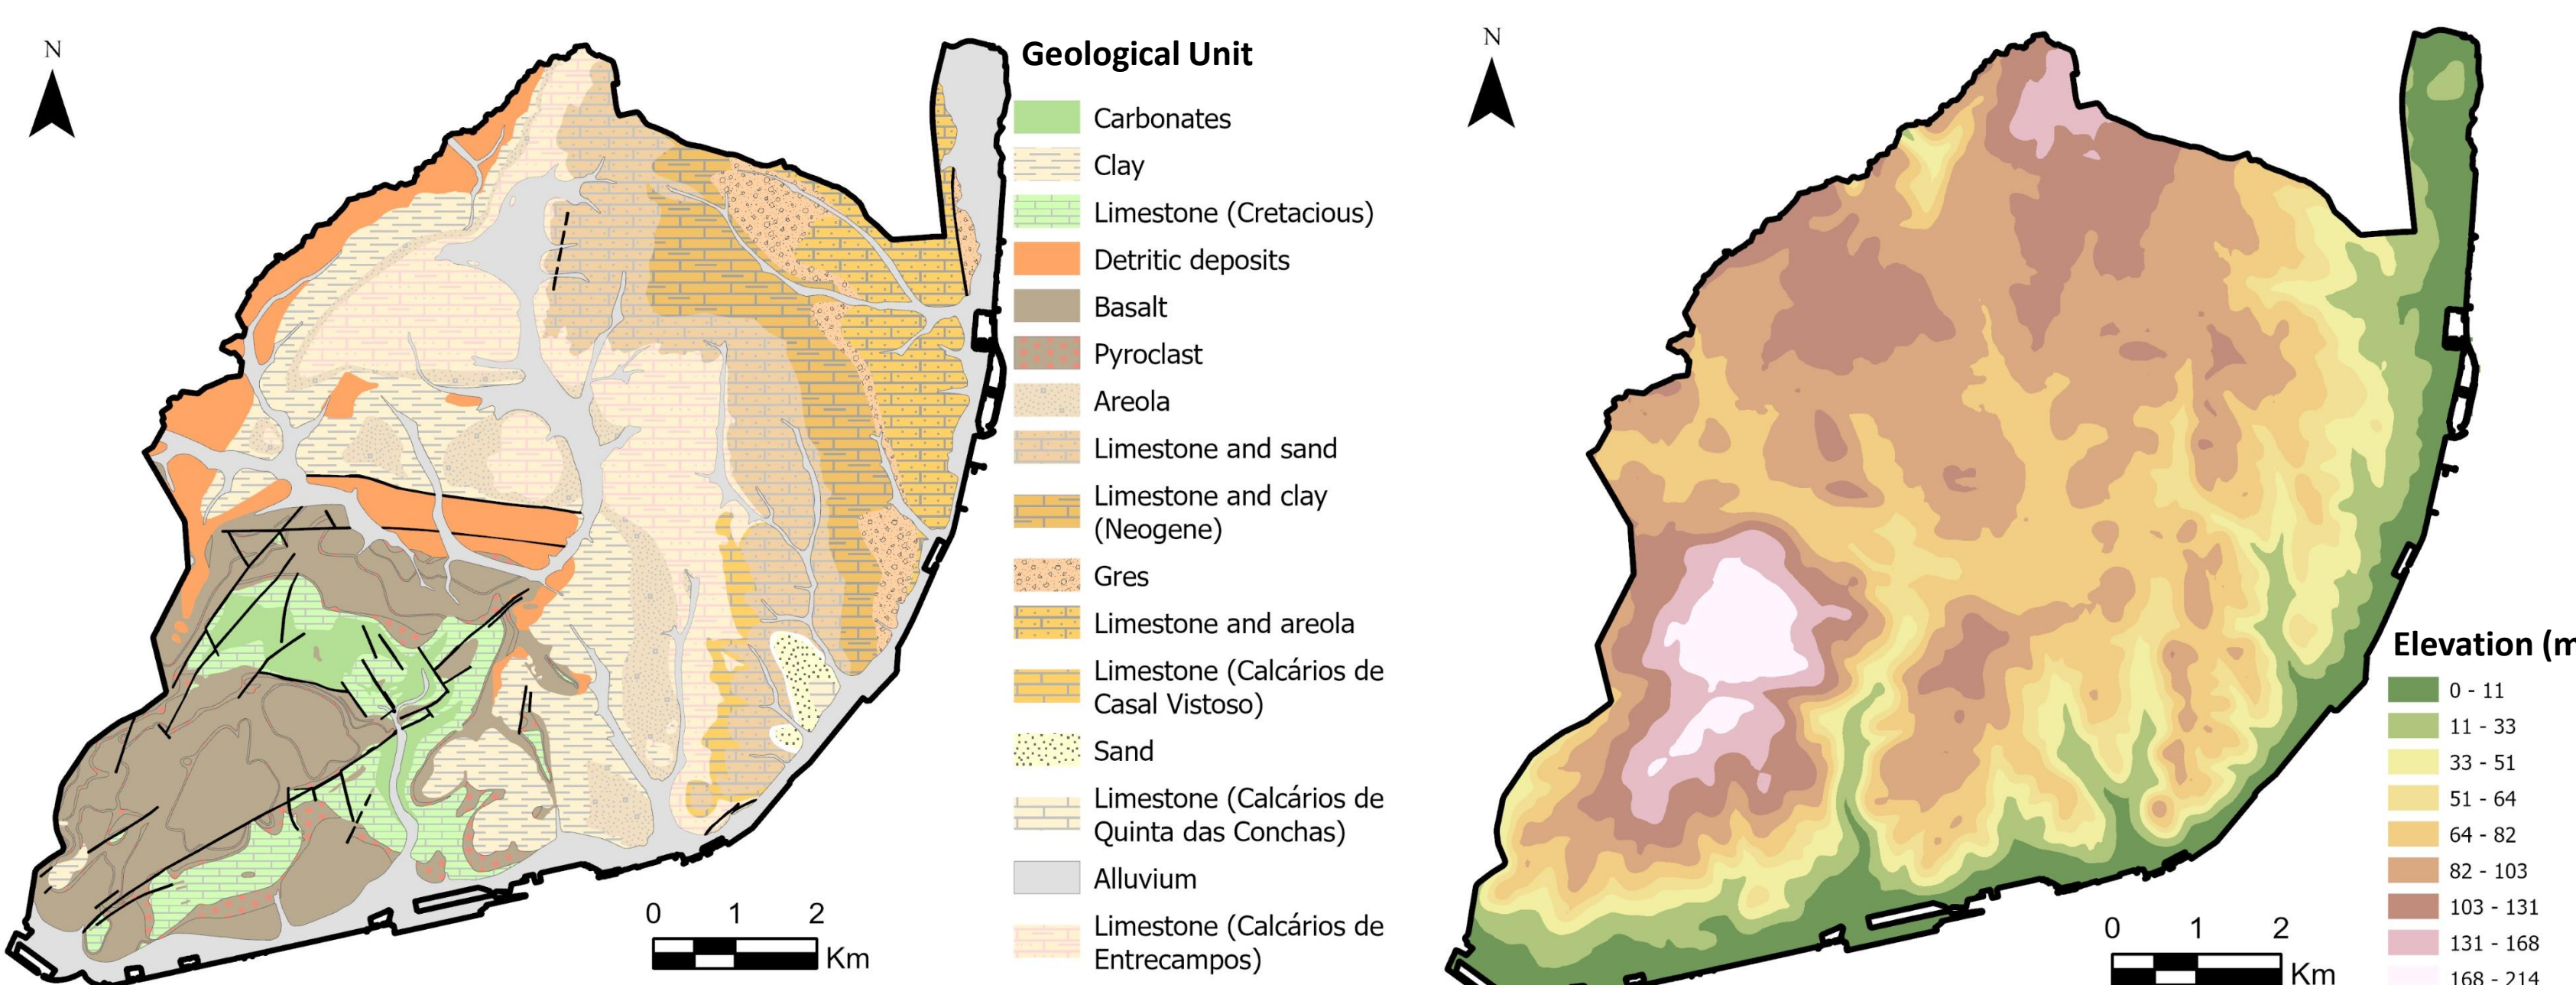 N
Geological Unit
Carbonates
Clay
Limestone (Cretacious)
Detritic deposits
Basalt
Pyroclast
Areola
Limestone and sand
Limestone and clay
(Neogene)
Gres
Limestone and areola
Limestone (Calcários de
Casal Vistoso)
Sand
Limestone (Calcários de
Quinta das Conchas)
Alluvium
Limestone (Calcários de
Entrecampos)
0 1 2
Km
N
Elevation (m
0 - 11
11 - 33
33 - 51
51 - 64
64 - 82
82 - 103
103 - 131
131 - 168
168 - 214
0 1 2
Km